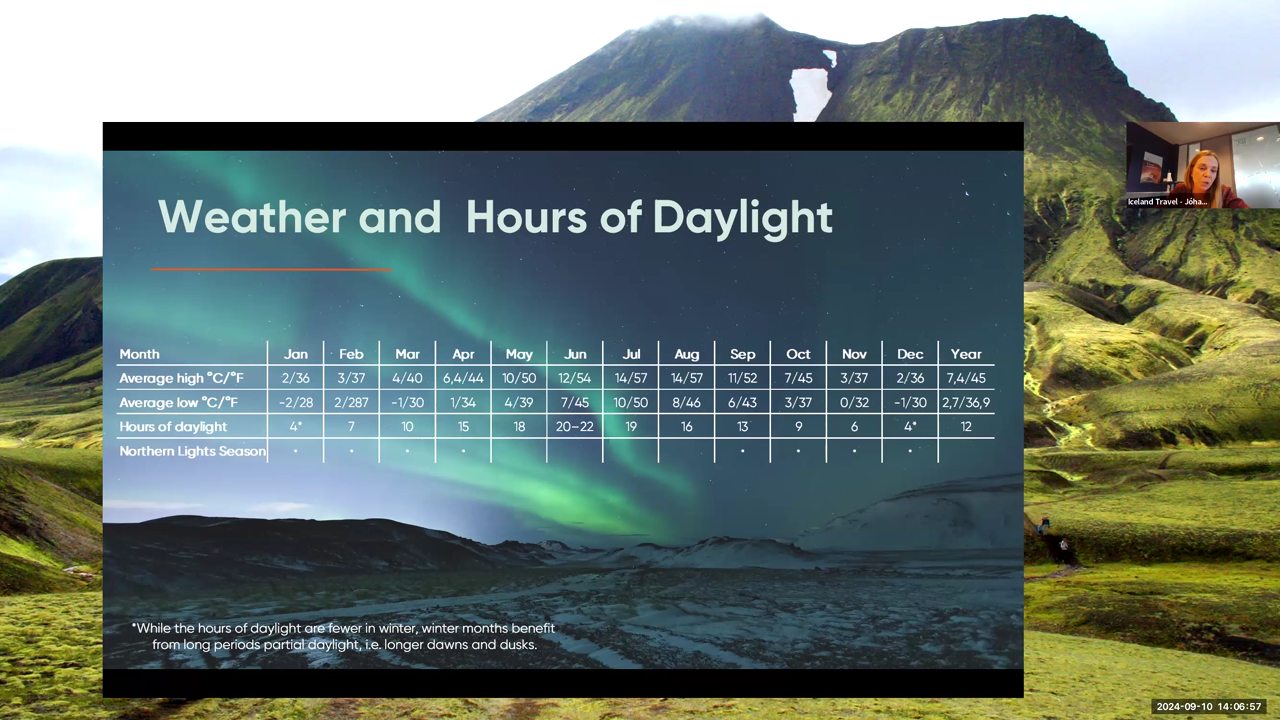 Weather and Hours of Daylight
Month Jan Feb Mar Apr May Jun Jul Aug Sep Oct Nov Dec Year
Average high °C/°F 2/36 3/37 4/40 6,4/44 10/50 12/54 14/57 14/57 11/52 7/45 3/37 2/36 7,4/45
Average low °C/°F -2/28 2/287 -1/30 1/34 4/39 7/45 10/50 8/46 6/43 3/37 0/32 -1/30 2,7/36,9
Hours of daylight 4* 7 10 15 18 20–22 19 16 13 9 6 4* 12
Northern Lights Season • • • • • • • •
*While the hours of daylight are fewer in winter, winter months benefit
from long periods partial daylight, i.e. longer dawns and dusks.
Iceland Travel - Jóha...
2024-09-10 14:06:57